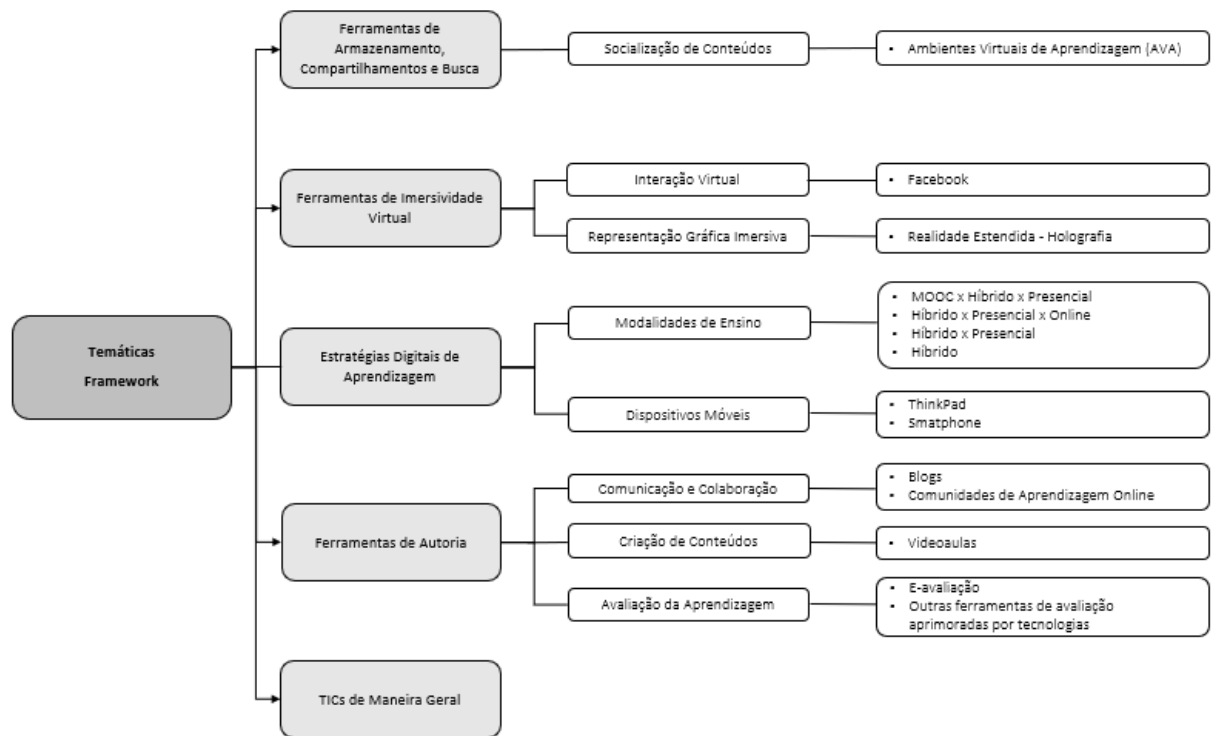 Ferramentas de
Armazenamento,
Compartilhamentos e Busca
Socialização de Conteúdos
▪ Ambientes Virtuais de Aprendizagem (AVA)
Ferramentas de Imersividade
Virtual
Interação Virtual
▪ Facebook
Representação Gráfica Imersiva
▪ Realidade Estendida - Holografia
Temáticas
Framework
Estratégias Digitais de
Aprendizagem
Modalidades de Ensino
▪ MOOC x Híbrido x Presencial
▪ Híbrido x Presencial x Online
▪ Híbrido x Presencial
▪ Híbrido
Dispositivos Móveis
▪ ThinkPad
▪ Smatphone
Ferramentas de Autoria
Comunicação e Colaboração
▪ Blogs
▪ Comunidades de Aprendizagem Online
Criação de Conteúdos
▪ Videoaulas
Avaliação da Aprendizagem
▪ E-avaliação
▪ Outras ferramentas de avaliação
aprimoradas por tecnologias
TICs de Maneira Geral